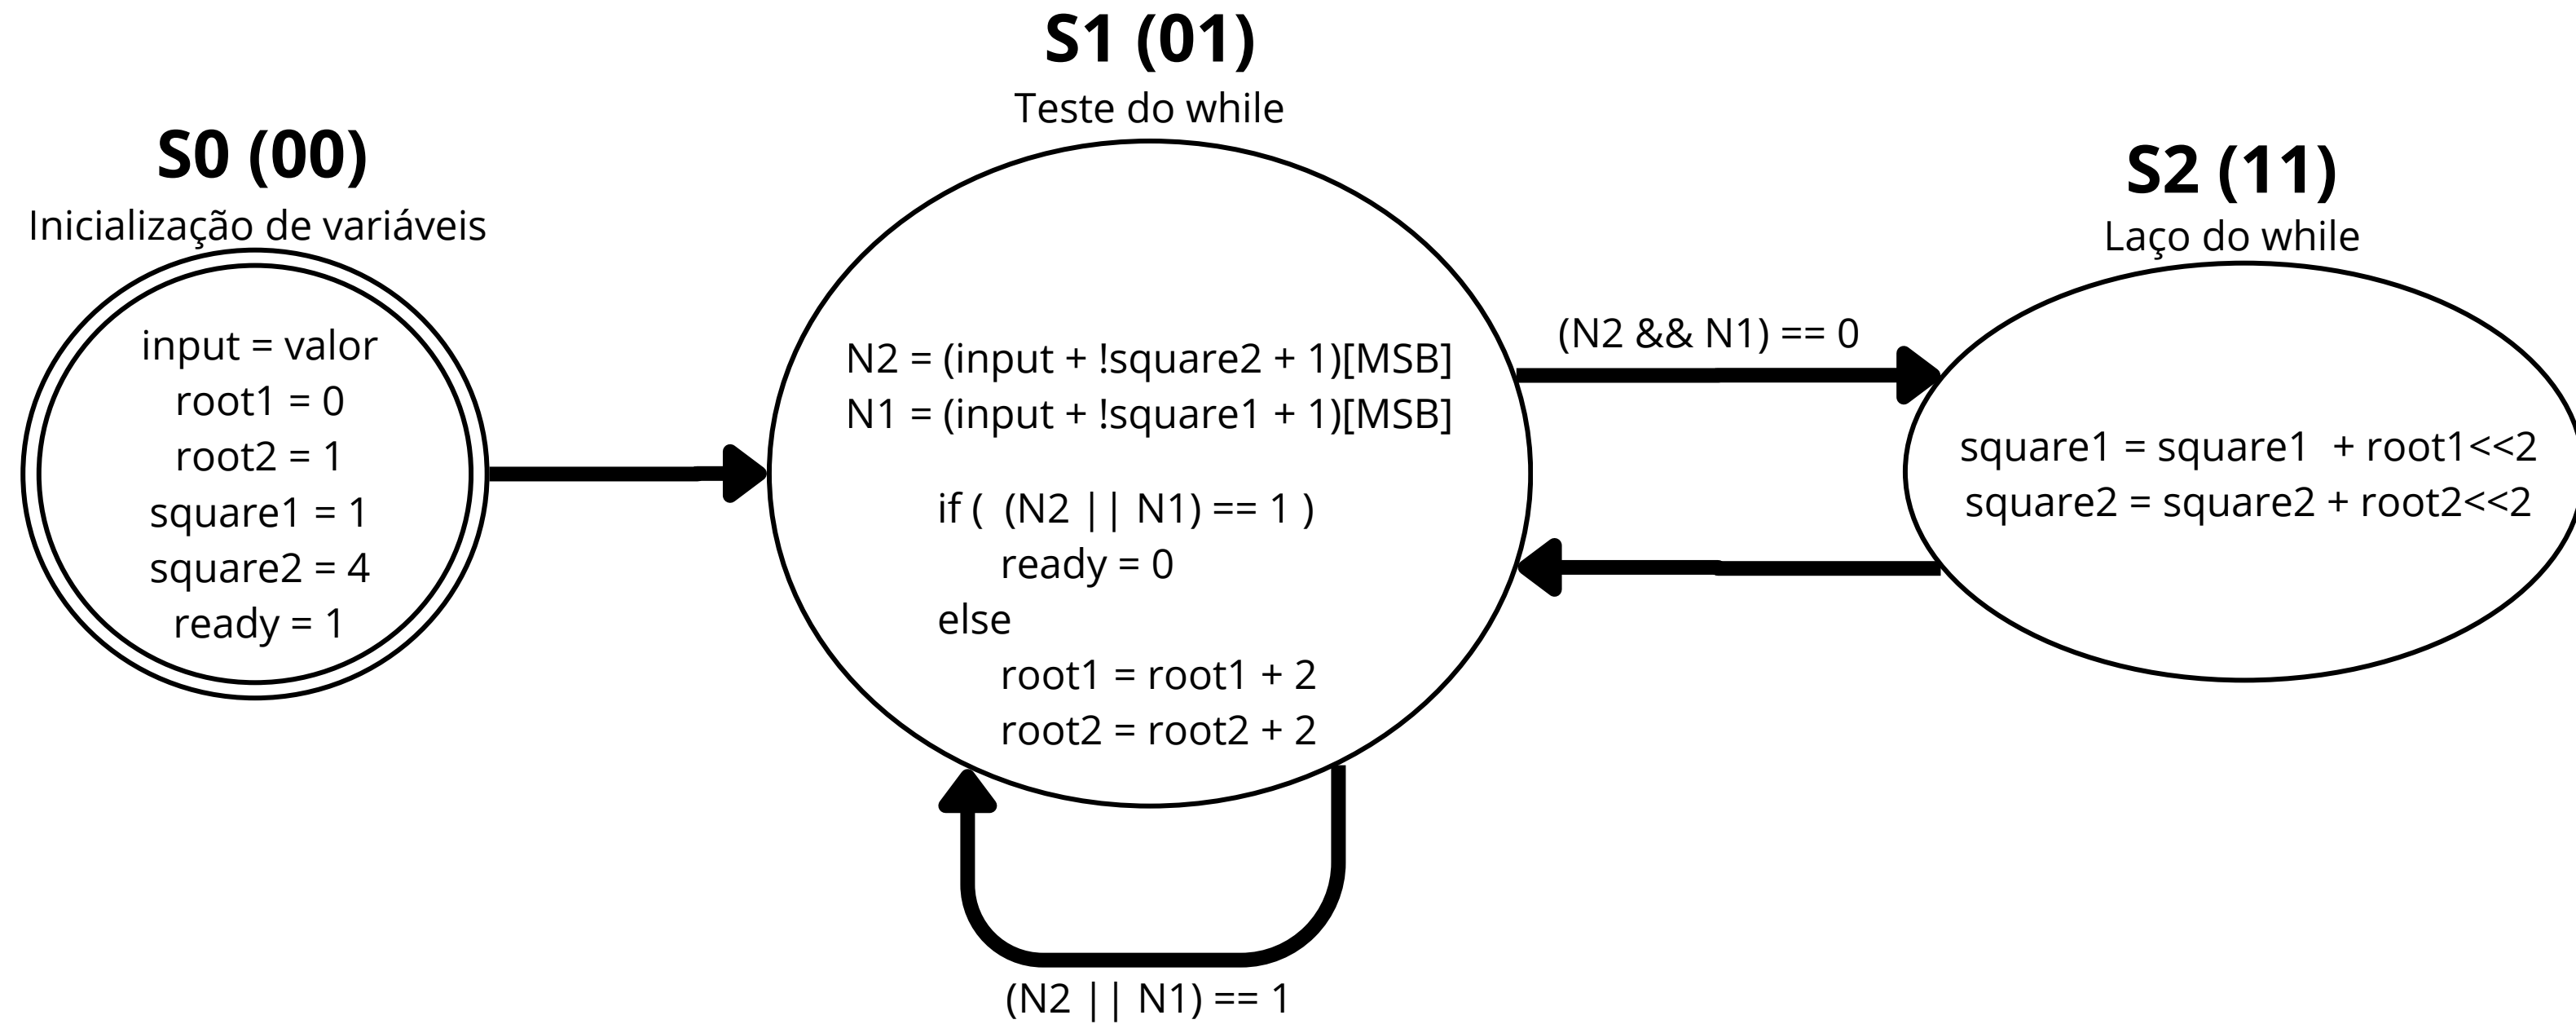 S0 (00)
Inicialização de variáveis
input = valor
root1 = 0
root2 = 1
square1 = 1
square2 = 4
ready = 1
S1 (01)
Teste do while
N2 = (input + !square2 + 1)[MSB]
N1 = (input + !square1 + 1)[MSB]
if ( (N2 || N1) == 1 )
ready = 0
else
root1 = root1 + 2
root2 = root2 + 2
(N2 || N1) == 1
(N2 && N1) == 0
S2 (11)
Laço do while
square1 = square1 + root1<<2
square2 = square2 + root2<<2